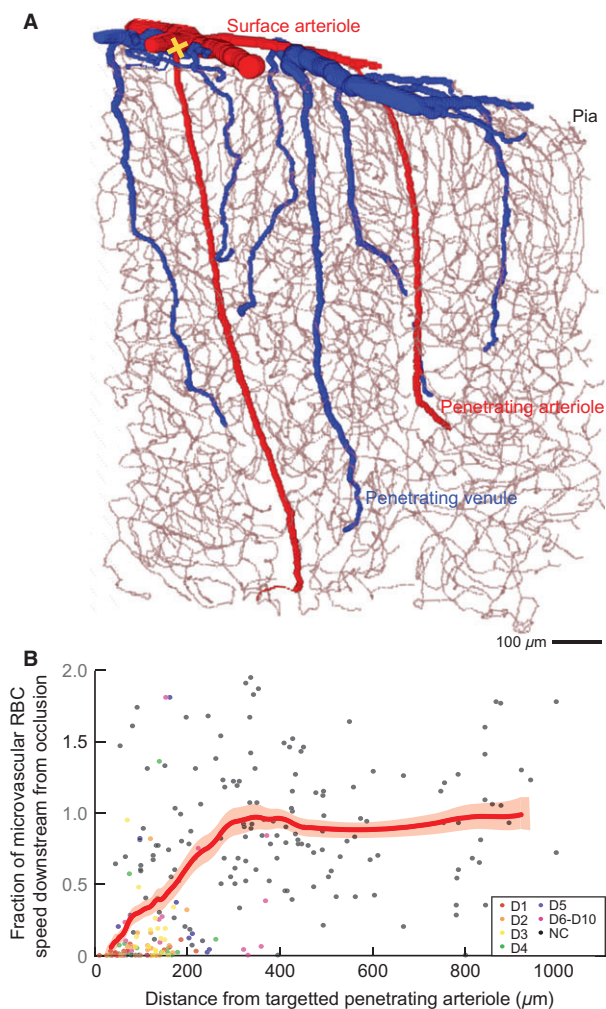 A
Surface arteriole
Pia
Penetrating arteriole
Penetrating venule
100 µm
B
Fraction of microvascular RBC
speed downstream from occlusion
2.0
1.5
1.0
0.5
0
0 200 400 600 800 1000
D1 D5
D2 D6-D10
D3 NC
D4
Distance from targetted penetrating arteriole (µm)